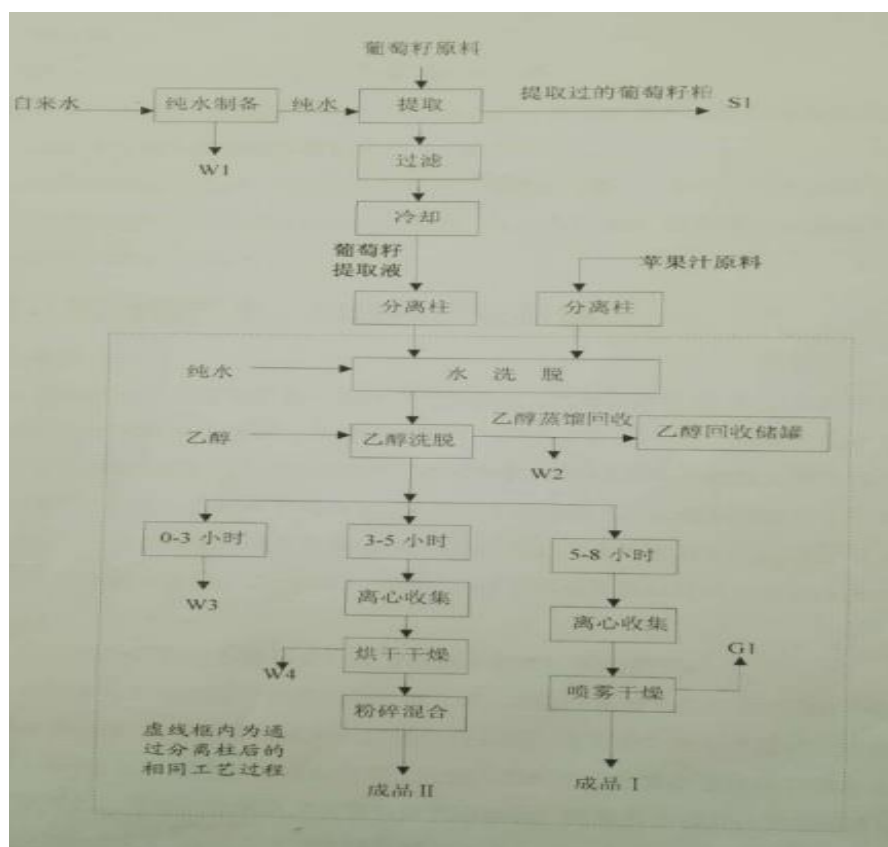 葡萄籽原料
自来水
纯水制备
纯水
提取
提取过的葡萄籽粕
S1
W1
过滤
冷却
葡萄籽
提取液
苹果汁原料
分离柱
分离柱
纯水
水 洗 脱
乙醇
乙醇洗脱
乙醇蒸馏回收
乙醇回收储罐
W2
0-3 小时
3-5 小时
5-8 小时
W3
离心收集
离心收集
G1
W4
烘干干燥
喷雾干燥
粉碎混合
虚线框内为通
过分离柱后的
相同工艺过程
成品 II
成品 I